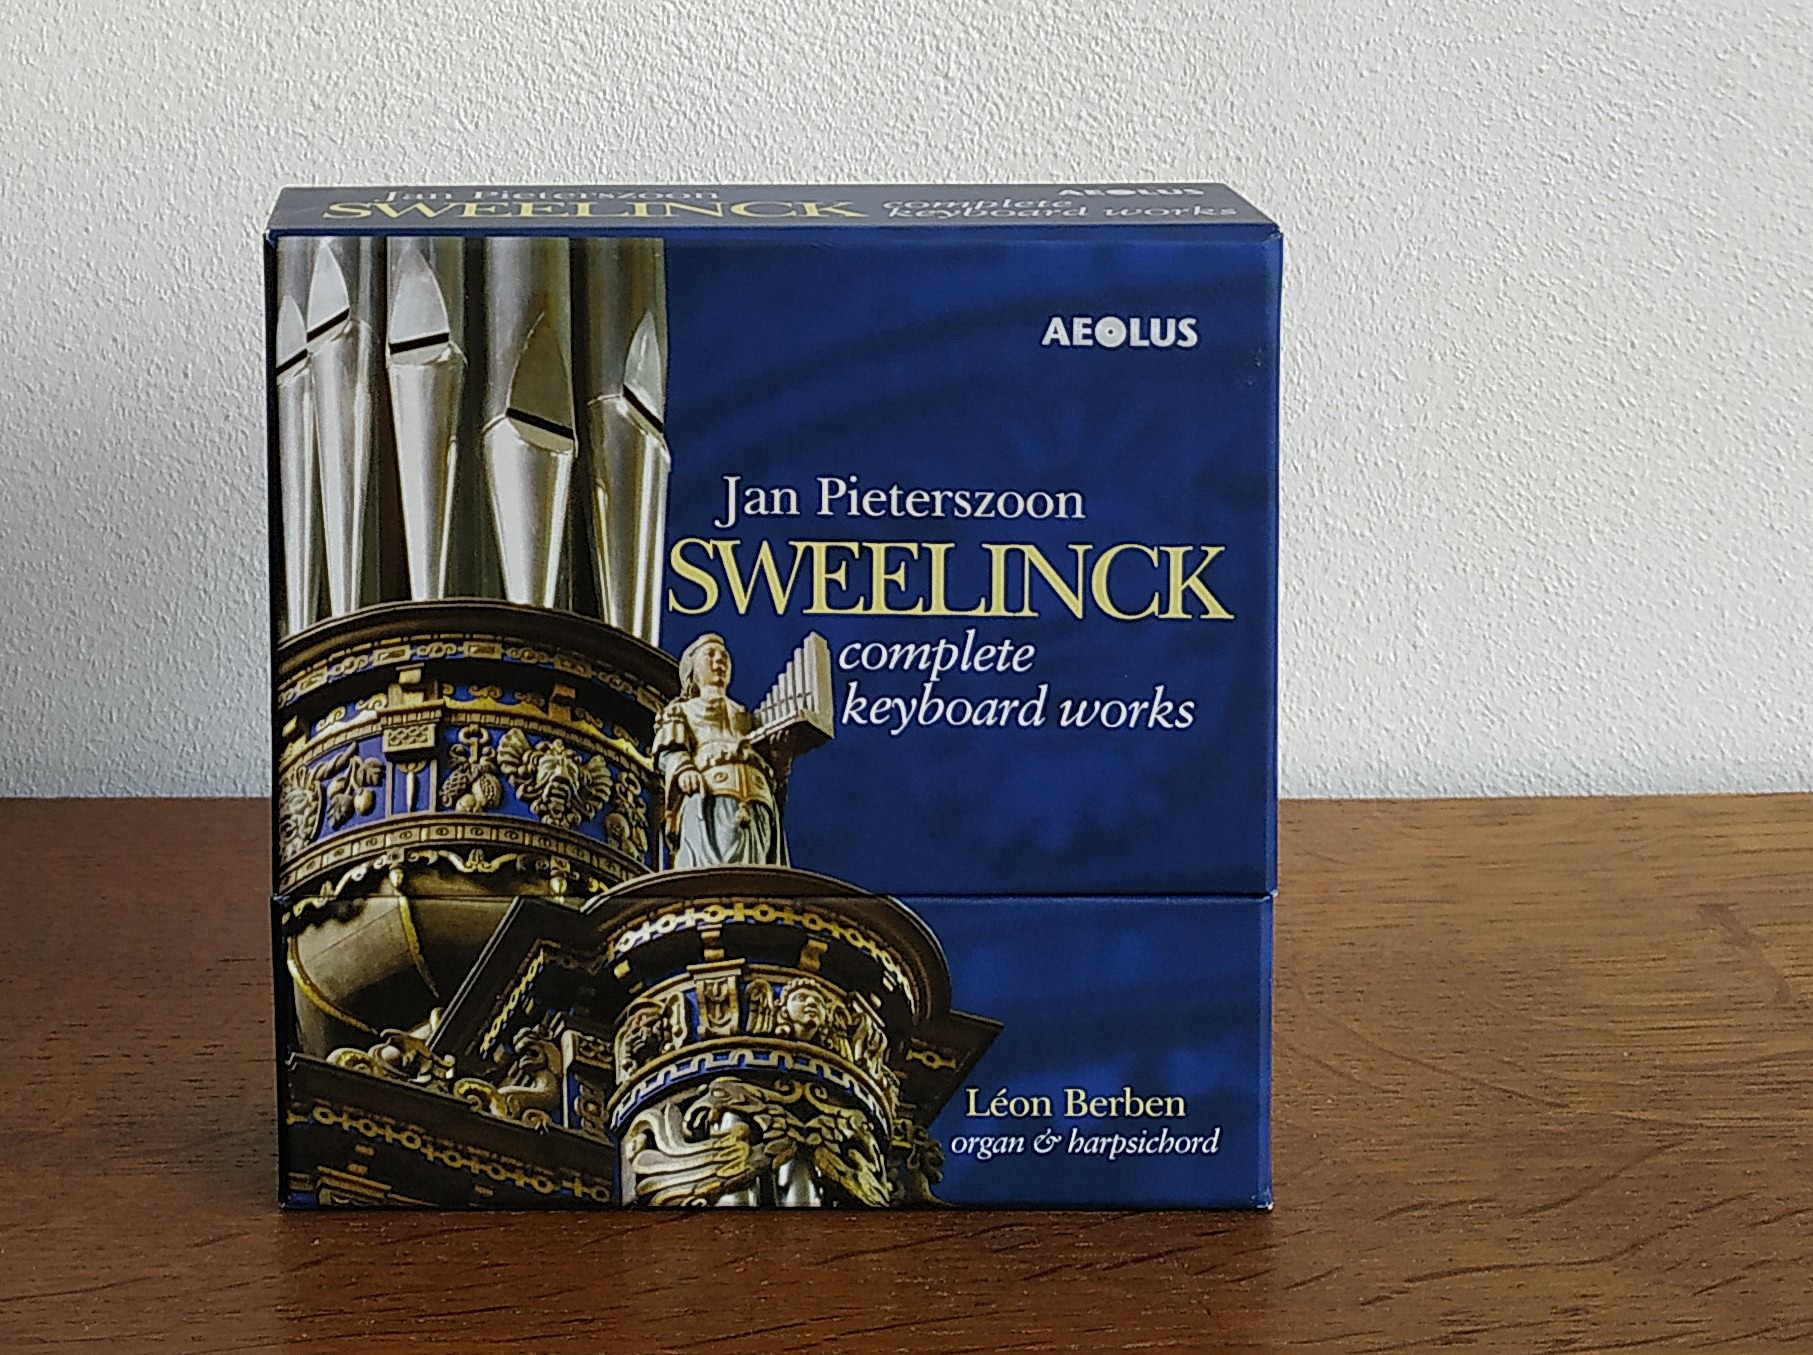 Jan Pieterszoon
SWEELINCK
complete
keyboard works
AEOLUS
AEOLUS
Jan Pieterszoon
SWEELINCK
complete
keyboard works
Léon Berben
organ & harpsichord